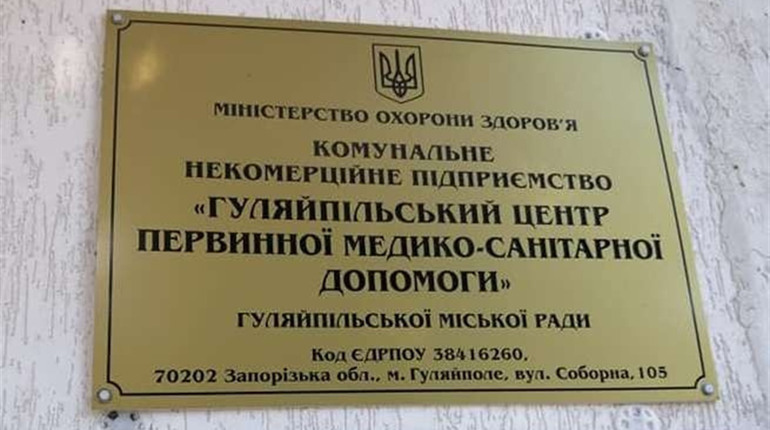 МІНІСТЕРСТВО ОХОРОНИ ЗДОРОВ'Я
КОМУНАЛЬНЕ
НЕКОМЕРЦІЙНЕ ПІДПРИЄМСТВО
«ГУЛЯЙПІЛЬСЬКИЙ ЦЕНТР
ПЕРВИННОЇ МЕДИКО-САНІТАРНОЇ
ДОПОМОГИ»
ГУЛЯЙПІЛЬСЬКОЇ МІСЬКОЇ РАДИ
Код ЄДРПОУ 38416260,
70202 Запорізька обл., м. Гуляйполе, вул. Соборна, 105